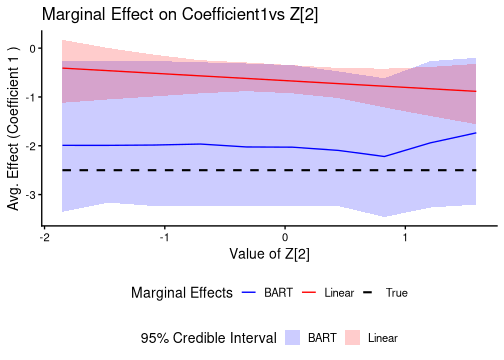 Marginal Effect on Coefficient1vs Z[2]
Avg. Effect (Coefficient 1 )
0
-1
-2
-3
-2
-1
0
1
Value of Z[2]
Marginal Effects BART Linear True
95% Credible Interval BART Linear